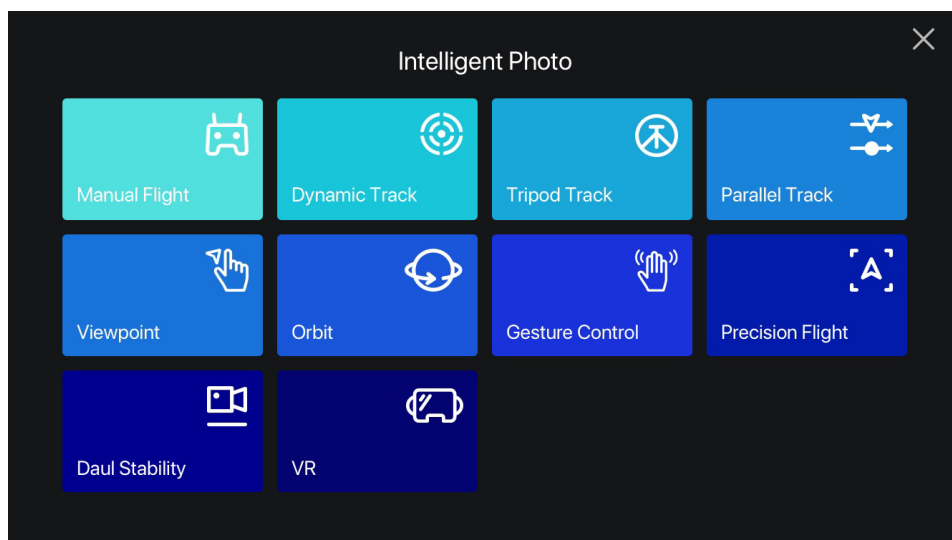 Intelligent Photo
Manual Flight
Dynamic Track
Tripod Track
Parallel Track
Viewpoint
Orbit
Gesture Control
Precision Flight
Daul Stability
VR